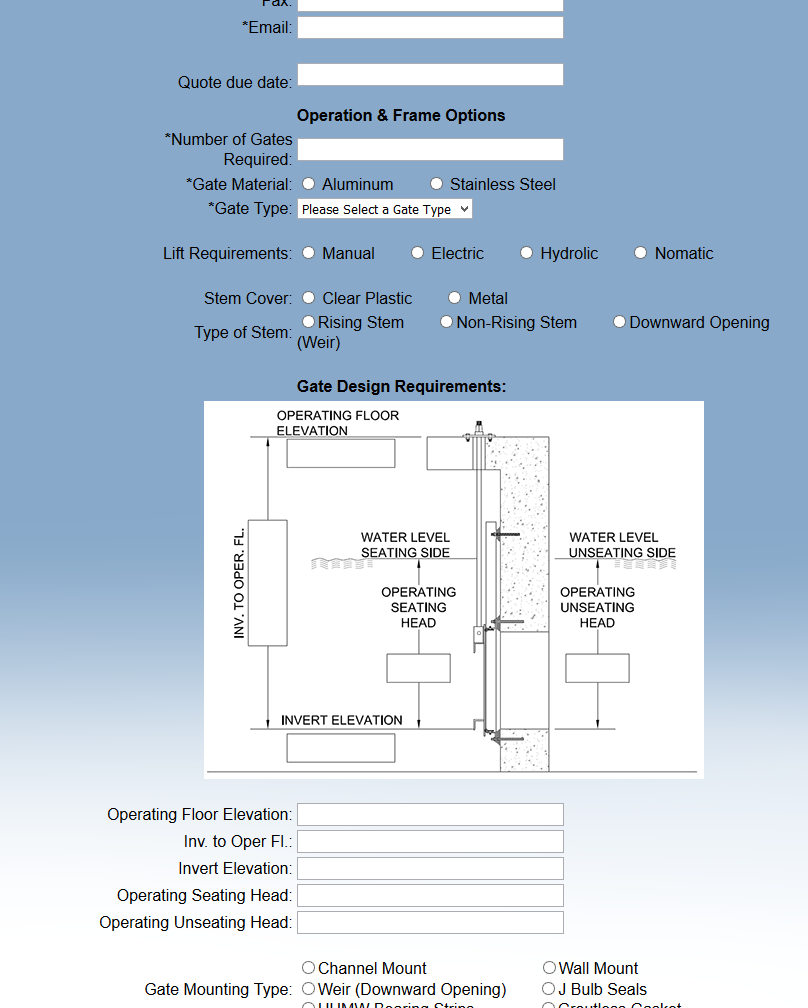 Fax:
*Email:
Quote due date:
Operation & Frame Options
*Number of Gates
Required:
*Gate Material: Aluminum Stainless Steel
*Gate Type: Please Select a Gate Type
Lift Requirements: Manual Electric Hydrolic Nomatic
Stem Cover: Clear Plastic Metal
Type of Stem: Rising Stem Non-Rising Stem Downward Opening
(Weir)
Gate Design Requirements:
OPERATING FLOOR
ELEVATION
INV. TO OPER. FL.
WATER LEVEL
SEATING SIDE
WATER LEVEL
UNSEATING SIDE
OPERATING
SEATING
HEAD
OPERATING
UNSEATING
HEAD
INVERT ELEVATION
Operating Floor Elevation:
Inv. to Oper Fl.:
Invert Elevation:
Operating Seating Head:
Operating Unseating Head:
Channel Mount Wall Mount
Gate Mounting Type: Weir (Downward Opening) J Bulb Seals
UHMW Bearing Strips Groutless Gasket